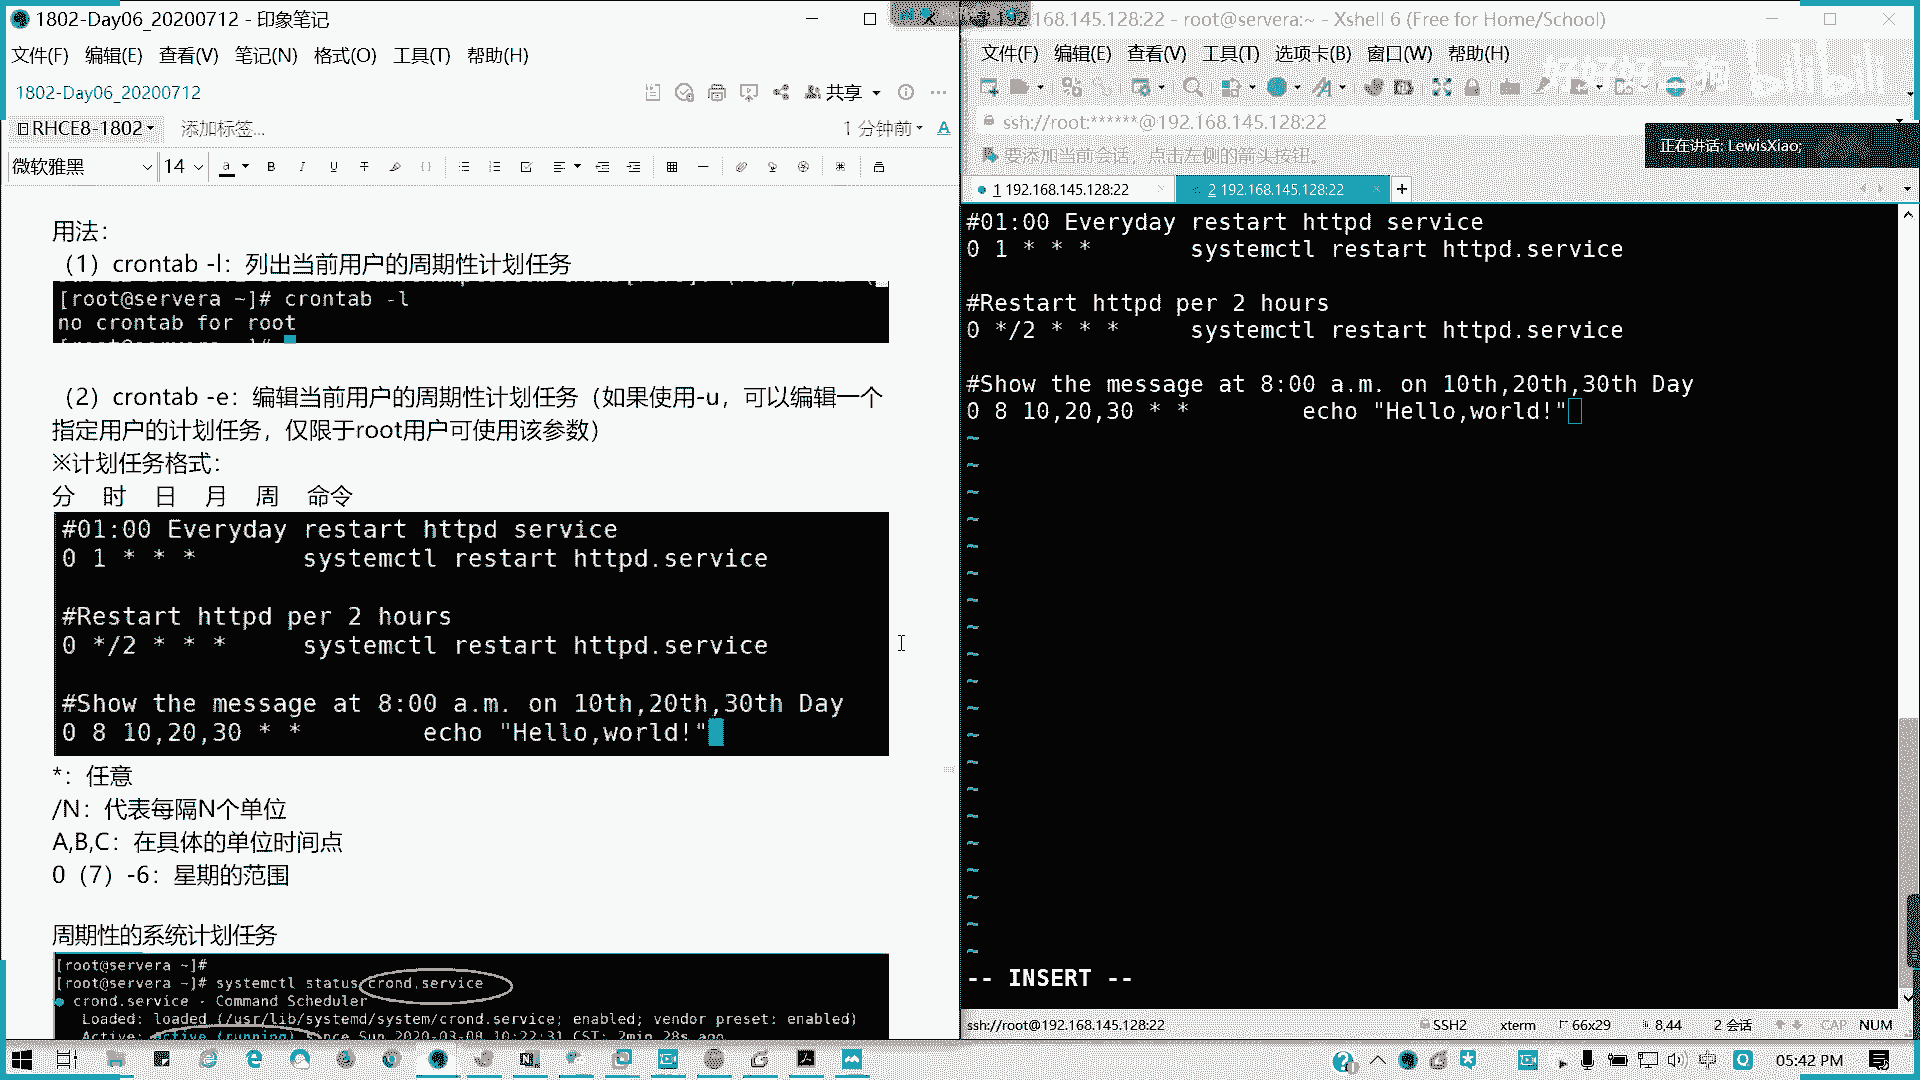 1802-Day06_20200712 - 印象笔记
文件(F) 编辑(E) 查看(V) 笔记(N) 格式(O) 工具(T) 帮助(H)
1802-Day06_20200712
共享
RHCE8-1802
添加标签...
1 分钟前
微软雅黑 14
用法：
（1）crontab -l：列出当前用户的周期性计划任务
[root@servera ~]# crontab -l
no crontab for root
（2）crontab -e：编辑当前用户的周期性计划任务（如果使用-u，可以编辑一个
指定用户的计划任务，仅限于root用户可使用该参数）
※计划任务格式：
分 时 日 月 周 命令
#01:00 Everyday restart httpd service
0 1 * * * systemctl restart httpd.service
#Restart httpd per 2 hours
0 */2 * * * systemctl restart httpd.service
#Show the message at 8:00 a.m. on 10th,20th,30th Day
0 8 10,20,30 * * echo "Hello,world!"
*：任意
/N：代表每隔N个单位
A,B,C：在具体的单位时间点
0（7）-6：星期的范围
周期性的系统计划任务
[root@servera ~]#
[root@servera ~]# systemctl status crond.service
● crond.service - Command Scheduler
Loaded: loaded (/usr/lib/systemd/system/crond.service; enabled; vendor preset: enabled)
Active: active (running) since Sun 2020-03-08 10:22:31 CST; 2min 28s ago
192.168.145.128:22 - root@servera:~ - Xshell 6 (Free for Home/School)
文件(F) 编辑(E) 查看(V) 工具(T) 选项卡(B) 窗口(W) 帮助(H)
好好好二狗 bilibili
ssh://root:******@192.168.145.128:22
要添加当前会话，点击左侧的箭头按钮。
正在讲话: LewisXiao;
1 192.168.145.128:22
2 192.168.145.128:22
#01:00 Everyday restart httpd service
0 1 * * * systemctl restart httpd.service
#Restart httpd per 2 hours
0 */2 * * * systemctl restart httpd.service
#Show the message at 8:00 a.m. on 10th,20th,30th Day
0 8 10,20,30 * * echo "Hello,world!"
-- INSERT --
ssh://root@192.168.145.128:22
SSH2 xterm 66x29 8,44 2 会话 CAP NUM
中
05:42 PM